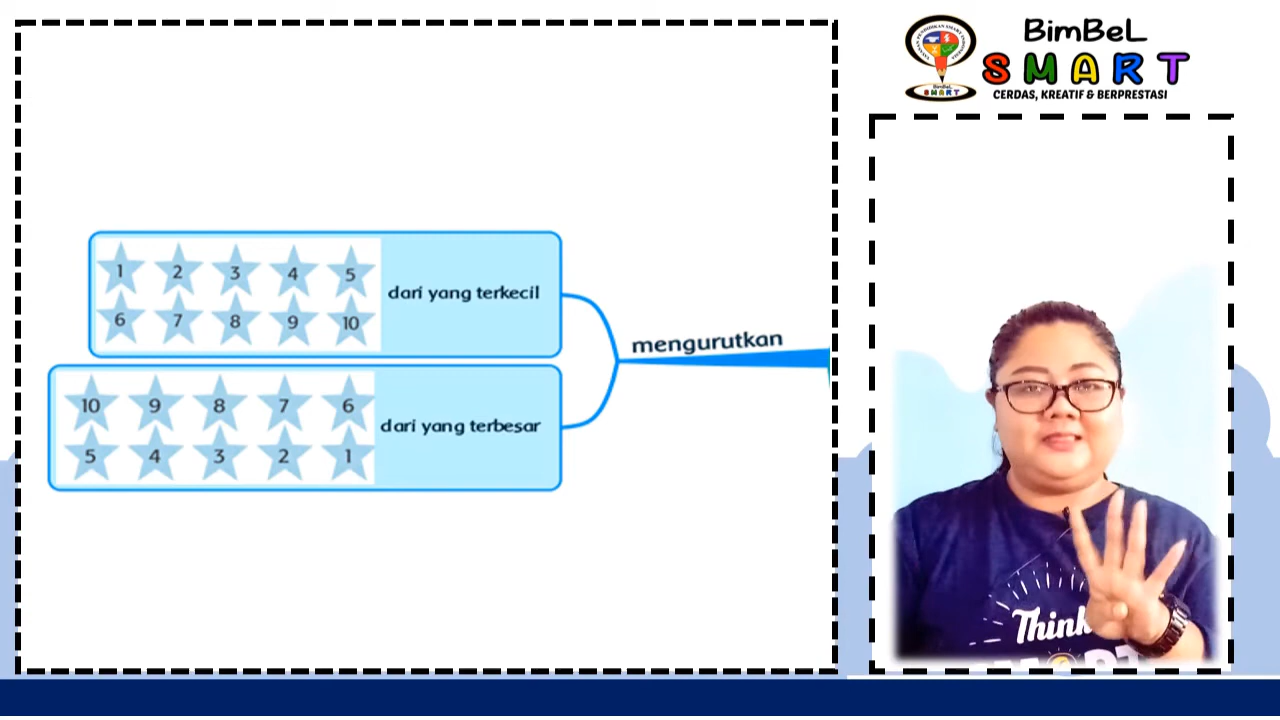 BimBeL
SMART
CERDAS, KREATIF & BERPRESTASI
1 2 3 4 5
6 7 8 9 10
dari yang terkecil
mengurutkan
10 9 8 7 6
5 4 3 2 1
dari yang terbesar
Think